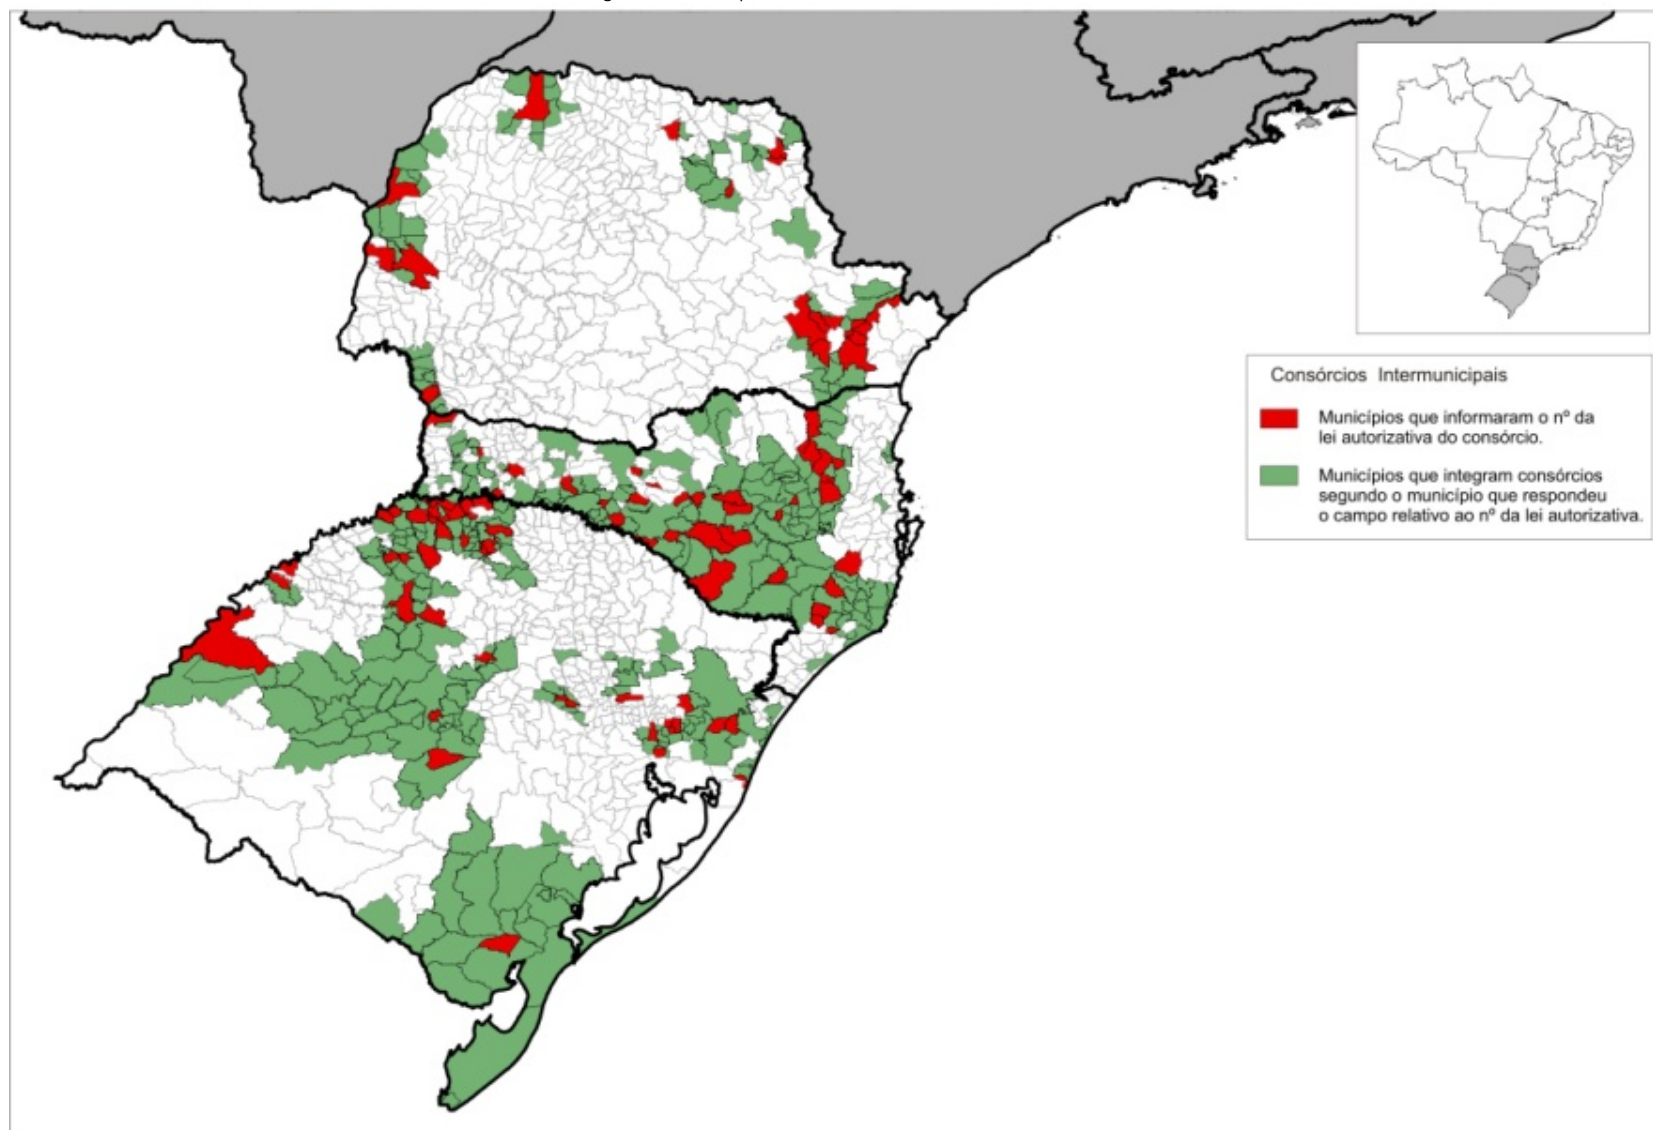 Consórcios Intermunicipais
Municípios que informaram o nº da
lei autorizativa do consórcio.
Municípios que integram consórcios
segundo o município que respondeu
o campo relativo ao nº da lei autorizativa.